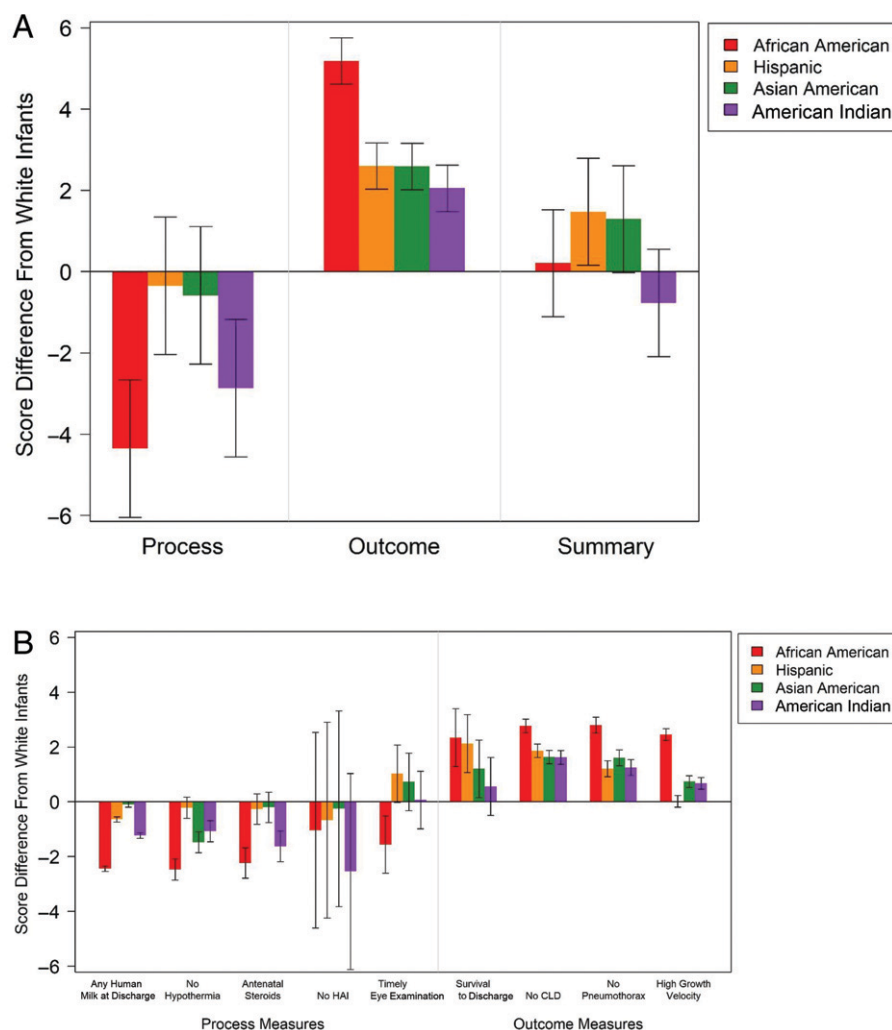 A
Score Difference From White Infants
6
4
2
0
−2
−4
−6
Process Outcome Summary
African American
Hispanic
Asian American
American Indian
B
Score Difference From White Infants
6
4
2
0
−2
−4
−6
Any Human
Milk at Discharge
No
Hypothermia
Antenatal
Steroids
No HAI
Timely
Eye Examination
Survival
to Discharge
No CLD
No
Pneumothorax
High Growth
Velocity
Process Measures Outcome Measures
African American
Hispanic
Asian American
American Indian